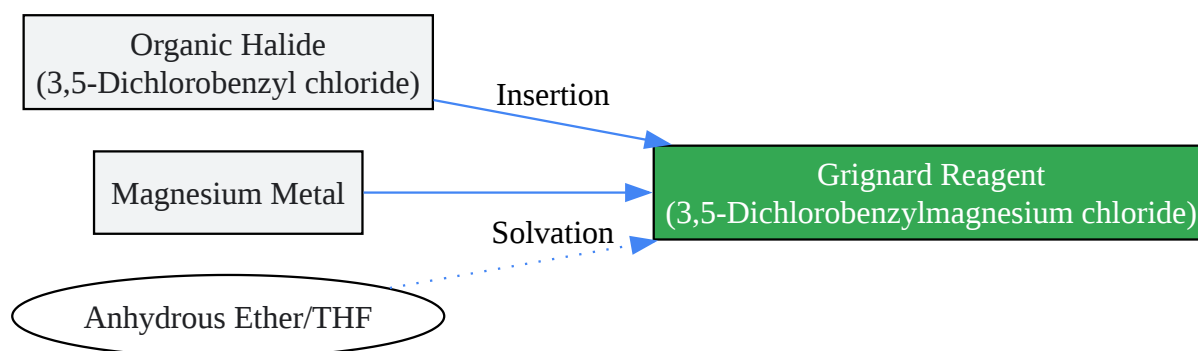 Organic Halide
(3,5-Dichlorobenzyl chloride)
Insertion
Magnesium Metal
Grignard Reagent
(3,5-Dichlorobenzylmagnesium chloride)
Solvation
Anhydrous Ether/THF